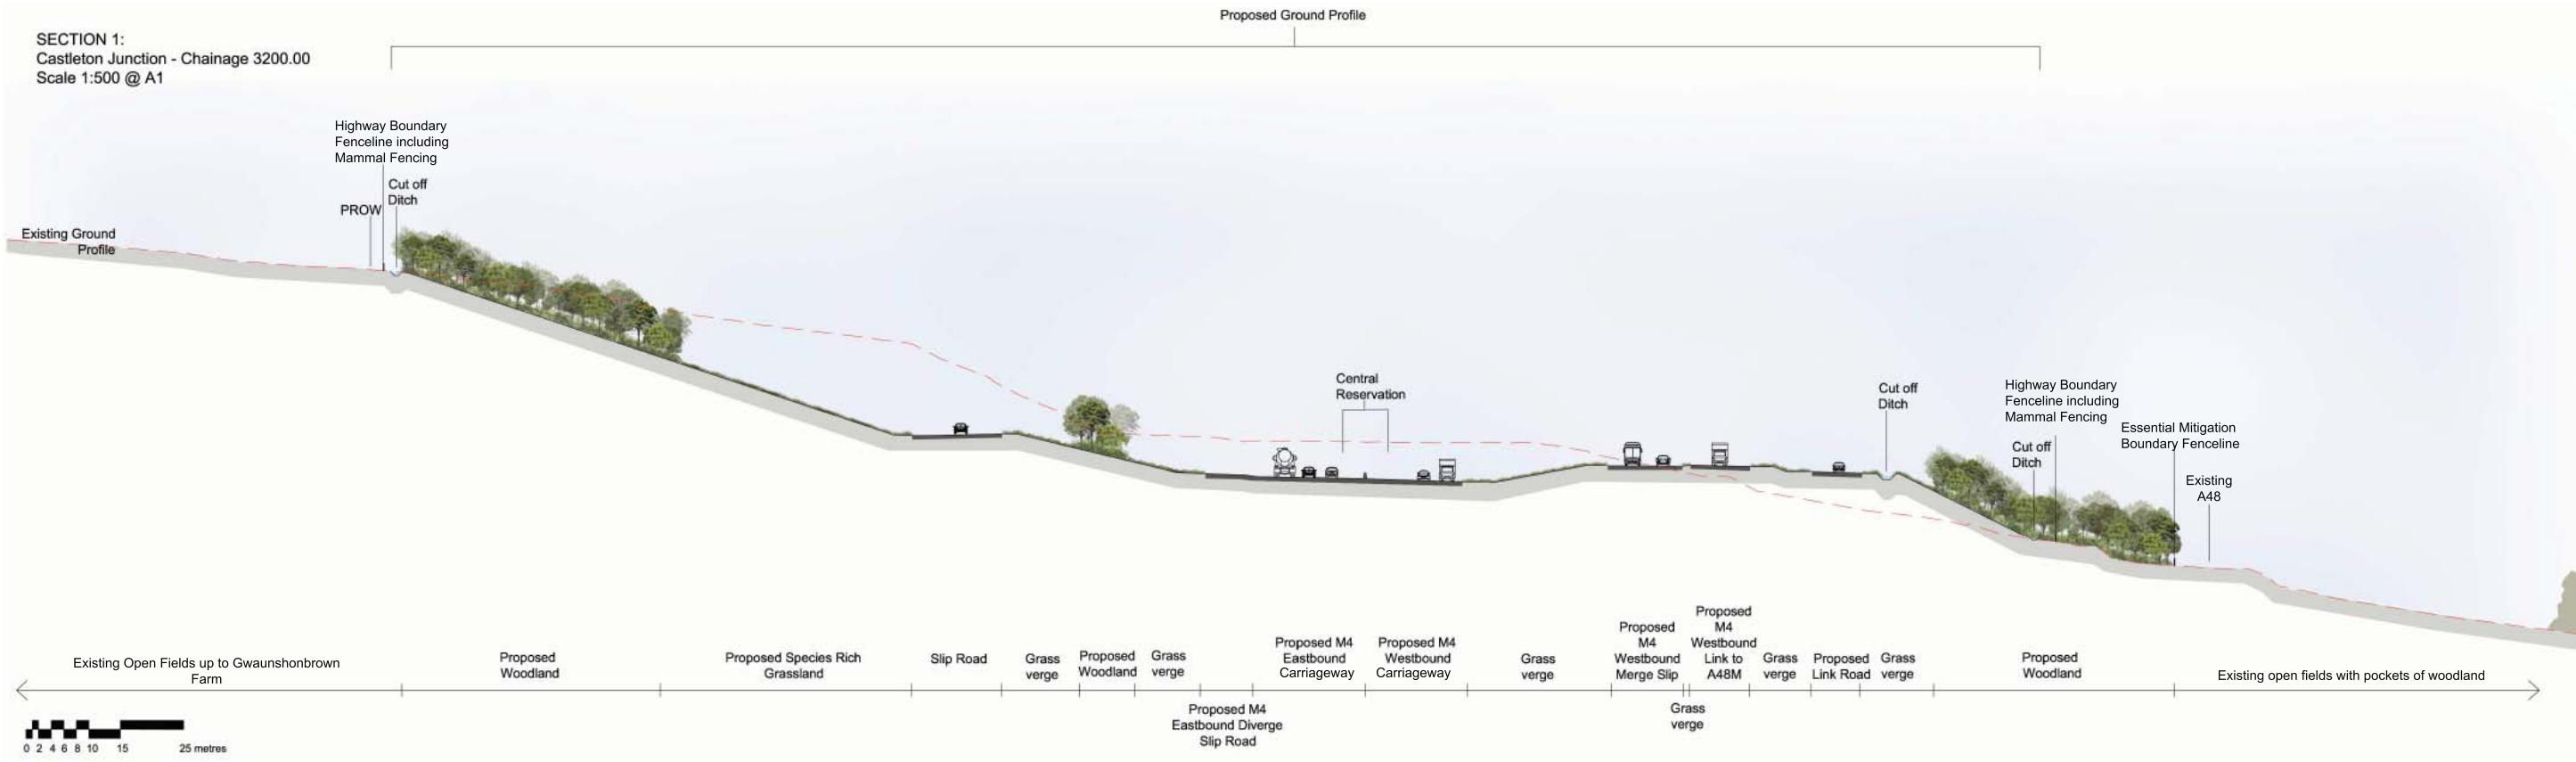 Proposed Ground Profile
SECTION 1:
Castleton Junction - Chainage 3200.00
Scale 1:500 @ A1
Highway Boundary
Fenceline including
Mammal Fencing
Cut off
Ditch
PROW
Existing Ground
Profile
Central
Reservation
Cut off
Ditch
Highway Boundary
Fenceline including
Mammal Fencing
Cut off
Ditch
Essential Mitigation
Boundary Fenceline
Existing
A48
Existing Open Fields up to Gwaunshonbrown
Farm
Proposed
Woodland
Proposed Species Rich
Grassland
Slip Road
Grass
verge
Proposed
Woodland
Grass
verge
Proposed M4
Eastbound Diverge
Slip Road
Proposed M4
Eastbound
Carriageway
Proposed M4
Westbound
Carriageway
Grass
verge
Proposed
M4
Westbound
Merge Slip
Grass
verge
Proposed
M4
Westbound
Link to
A48M
Grass
verge
Proposed
Link Road
Grass
verge
Proposed
Woodland
Existing open fields with pockets of woodland
0 2 4 6 8 10 15 25 metres